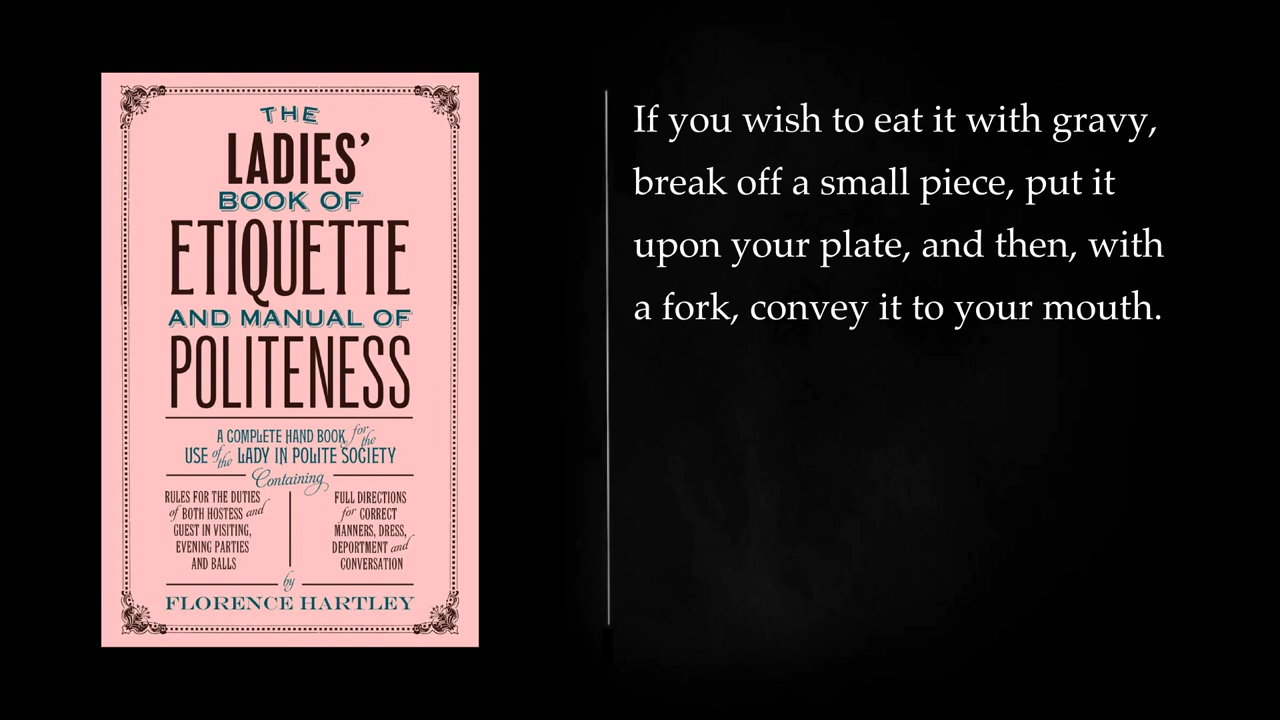 THE
LADIES'
BOOK OF
ETIQUETTE
AND MANUAL OF
POLITENESS
A COMPLETE HAND BOOK for the
USE of the LADY IN POLITE SOCIETY
Containing
RULES FOR THE DUTIES
of BOTH HOSTESS and
GUEST IN VISITING,
EVENING PARTIES
AND BALLS
FULL DIRECTIONS
for CORRECT
MANNERS, DRESS,
DEPORTMENT and
CONVERSATION
by
FLORENCE HARTLEY
If you wish to eat it with gravy,
break off a small piece, put it
upon your plate, and then, with
a fork, convey it to your mouth.